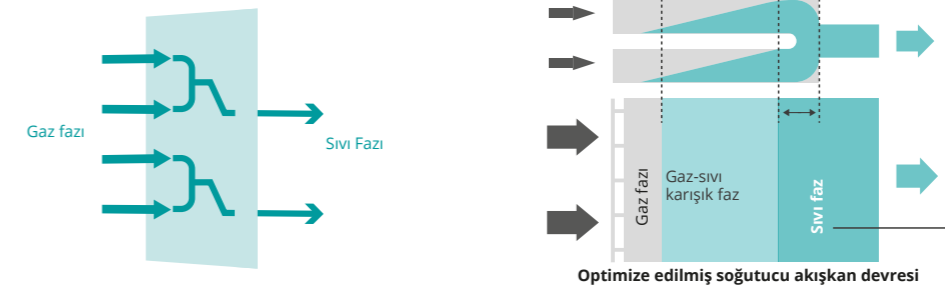 Gaz fazı
Sıvı Fazı
Gaz fazı
Gaz-sıvı
karışık faz
Sıvı faz
Optimize edilmiş soğutucu akışkan devresi